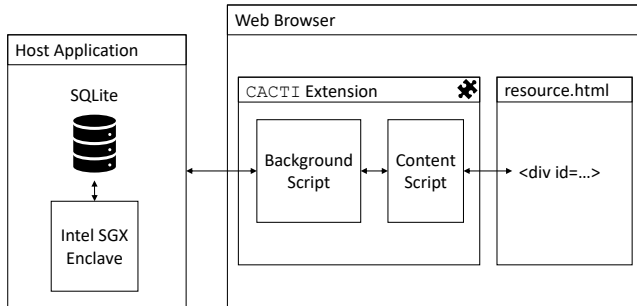 Host Application
SQLite
Intel SGX
Enclave
Web Browser
CACTI Extension
Background
Script
Content
Script
resource.html
<div id=...>